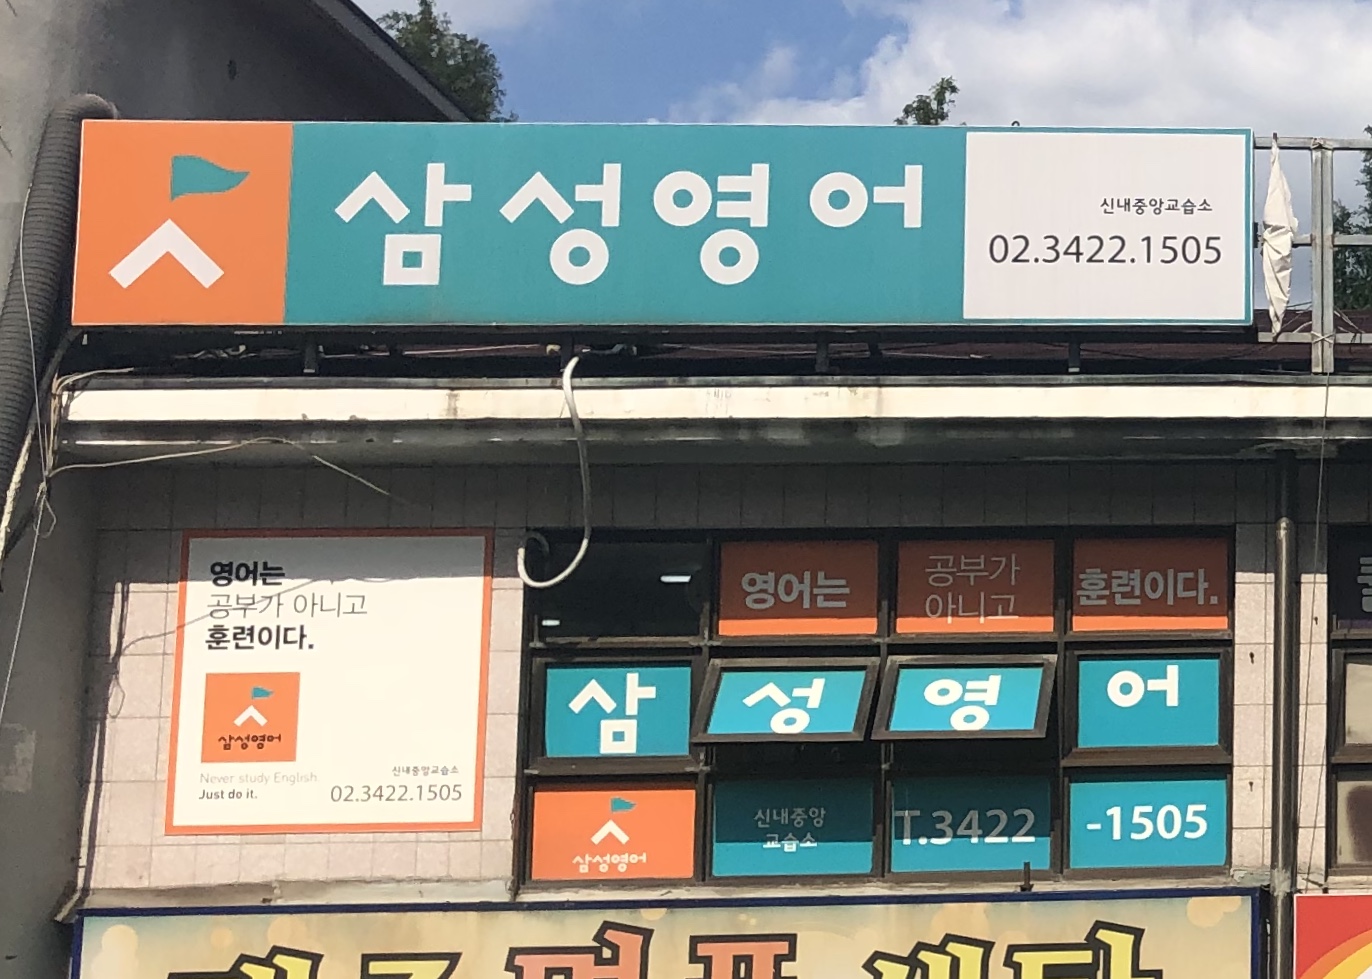 삼성영어
신내중앙교습소
02.3422.1505
영어는
공부가 아니고
훈련이다.
삼성영어
Never study English.
Just do it.
신내중앙교습소
02.3422.1505
영어는
공부가
아니고
훈련이다.
삼
성
영
어
삼성영어
신내중앙
교습소
T.3422
-1505